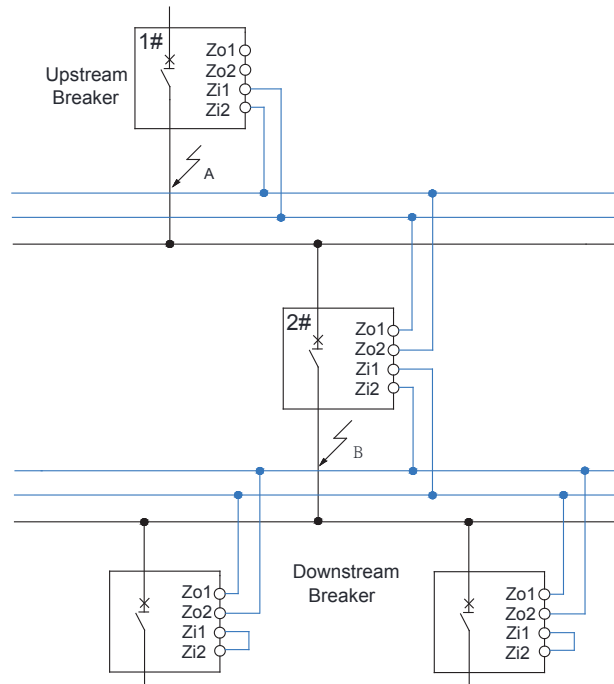 1#
Zo1
Zo2
Zi1
Zi2
Upstream
Breaker
A
2#
Zo1
Zo2
Zi1
Zi2
B
Downstream
Breaker
Zo1
Zo2
Zi1
Zi2
Zo1
Zo2
Zi1
Zi2